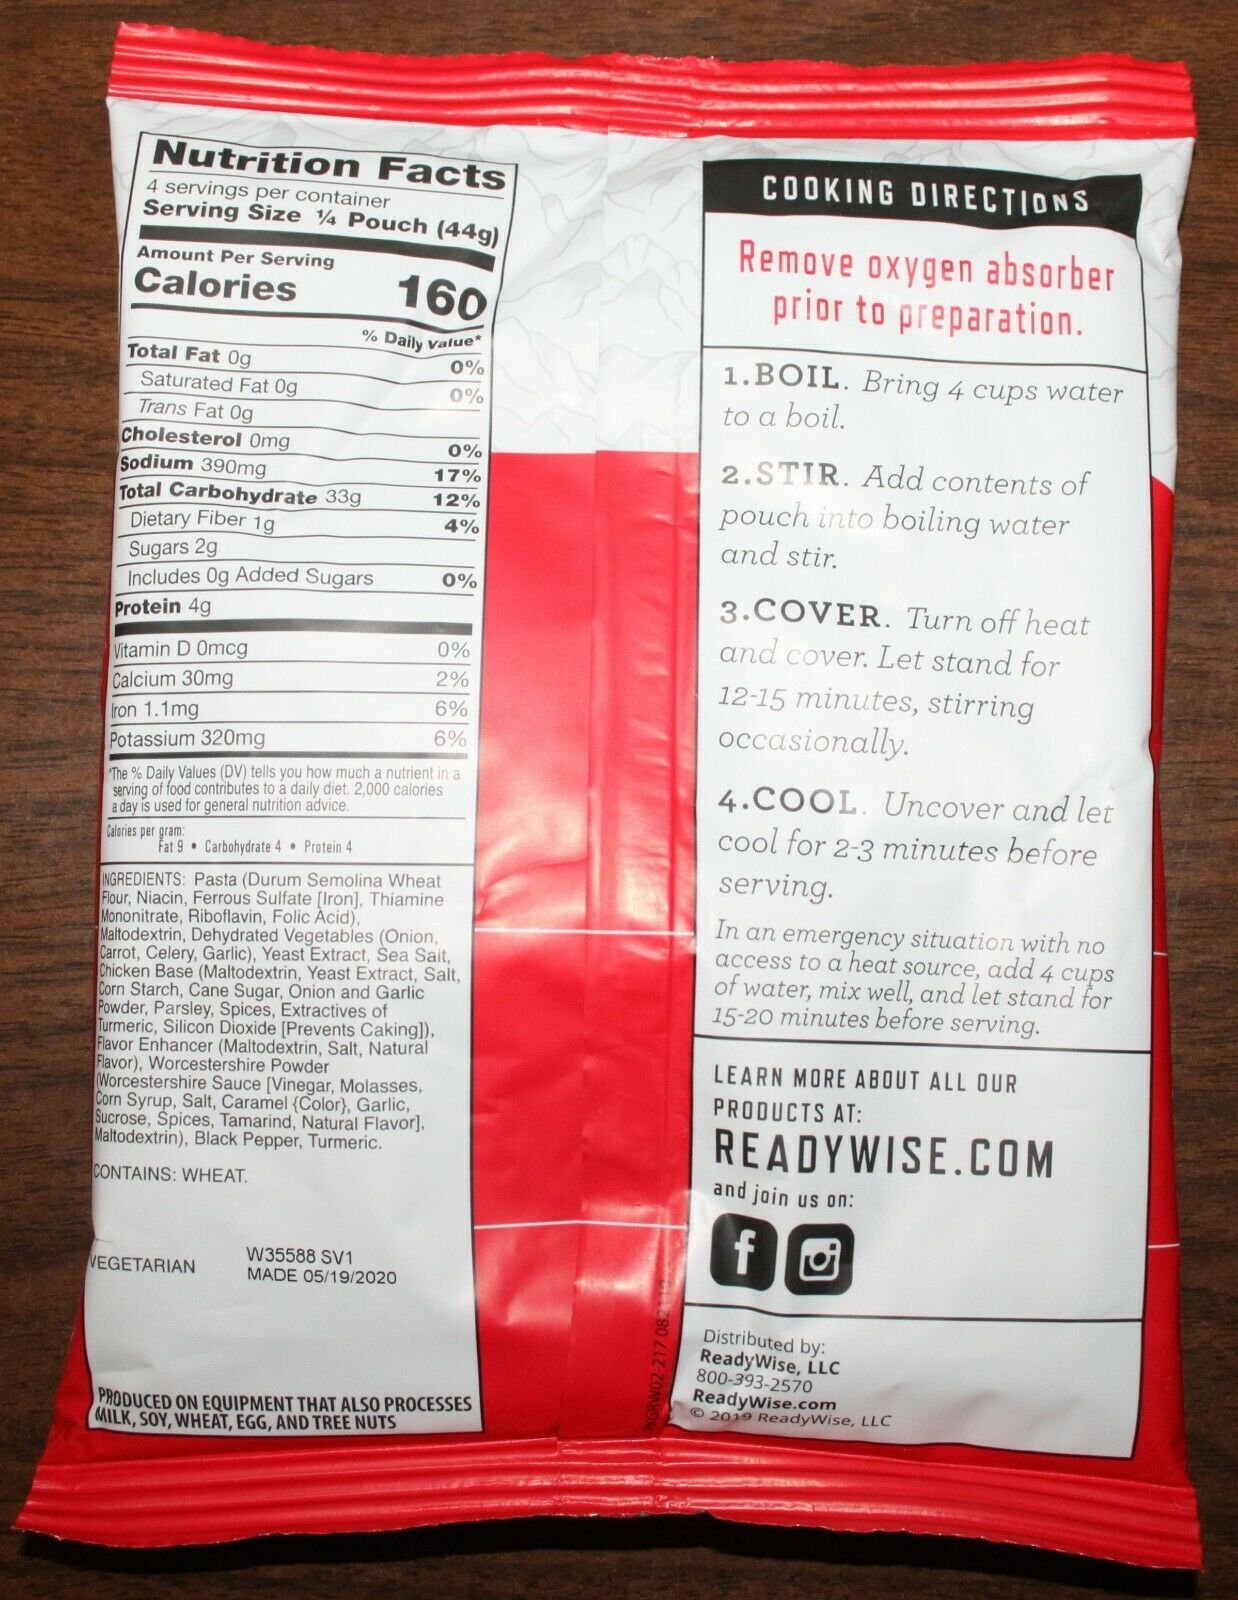 Nutrition Facts
4 servings per container
Serving Size ¼ Pouch (44g)
Amount Per Serving
Calories 160
% Daily Value*
Total Fat 0g 0%
Saturated Fat 0g 0%
Trans Fat 0g
Cholesterol 0mg 0%
Sodium 390mg 17%
Total Carbohydrate 33g 12%
Dietary Fiber 1g 4%
Sugars 2g
Includes 0g Added Sugars 0%
Protein 4g
Vitamin D 0mcg 0%
Calcium 30mg 2%
Iron 1.1mg 6%
Potassium 320mg 6%
*The % Daily Values (DV) tells you how much a nutrient in a
serving of food contributes to a daily diet. 2,000 calories
a day is used for general nutrition advice.
Calories per gram:
Fat 9 • Carbohydrate 4 • Protein 4
INGREDIENTS: Pasta (Durum Semolina Wheat
Flour, Niacin, Ferrous Sulfate [Iron], Thiamine
Mononitrate, Riboflavin, Folic Acid),
Maltodextrin, Dehydrated Vegetables (Onion,
Carrot, Celery, Garlic), Yeast Extract, Sea Salt,
Chicken Base (Maltodextrin, Yeast Extract, Salt,
Corn Starch, Cane Sugar, Onion and Garlic
Powder, Parsley, Spices, Extractives of
Turmeric, Silicon Dioxide [Prevents Caking]),
Flavor Enhancer (Maltodextrin, Salt, Natural
Flavor), Worcestershire Powder
(Worcestershire Sauce [Vinegar, Molasses,
Corn Syrup, Salt, Caramel {Color}, Garlic,
Sucrose, Spices, Tamarind, Natural Flavor],
Maltodextrin), Black Pepper, Turmeric.
CONTAINS: WHEAT.
VEGETARIAN
W35588 SV1
MADE 05/19/2020
PRODUCED ON EQUIPMENT THAT ALSO PROCESSES
MILK, SOY, WHEAT, EGG, AND TREE NUTS
COOKING DIRECTIONS
Remove oxygen absorber
prior to preparation.
1.BOIL. Bring 4 cups water
to a boil.
2.STIR. Add contents of
pouch into boiling water
and stir.
3.COVER. Turn off heat
and cover. Let stand for
12-15 minutes, stirring
occasionally.
4.COOL. Uncover and let
cool for 2-3 minutes before
serving.
In an emergency situation with no
access to a heat source, add 4 cups
of water, mix well, and let stand for
15-20 minutes before serving.
LEARN MORE ABOUT ALL OUR
PRODUCTS AT:
READYWISE.COM
and join us on:
f
Distributed by:
ReadyWise, LLC
800-393-2570
ReadyWise.com
© 2019 ReadyWise, LLC